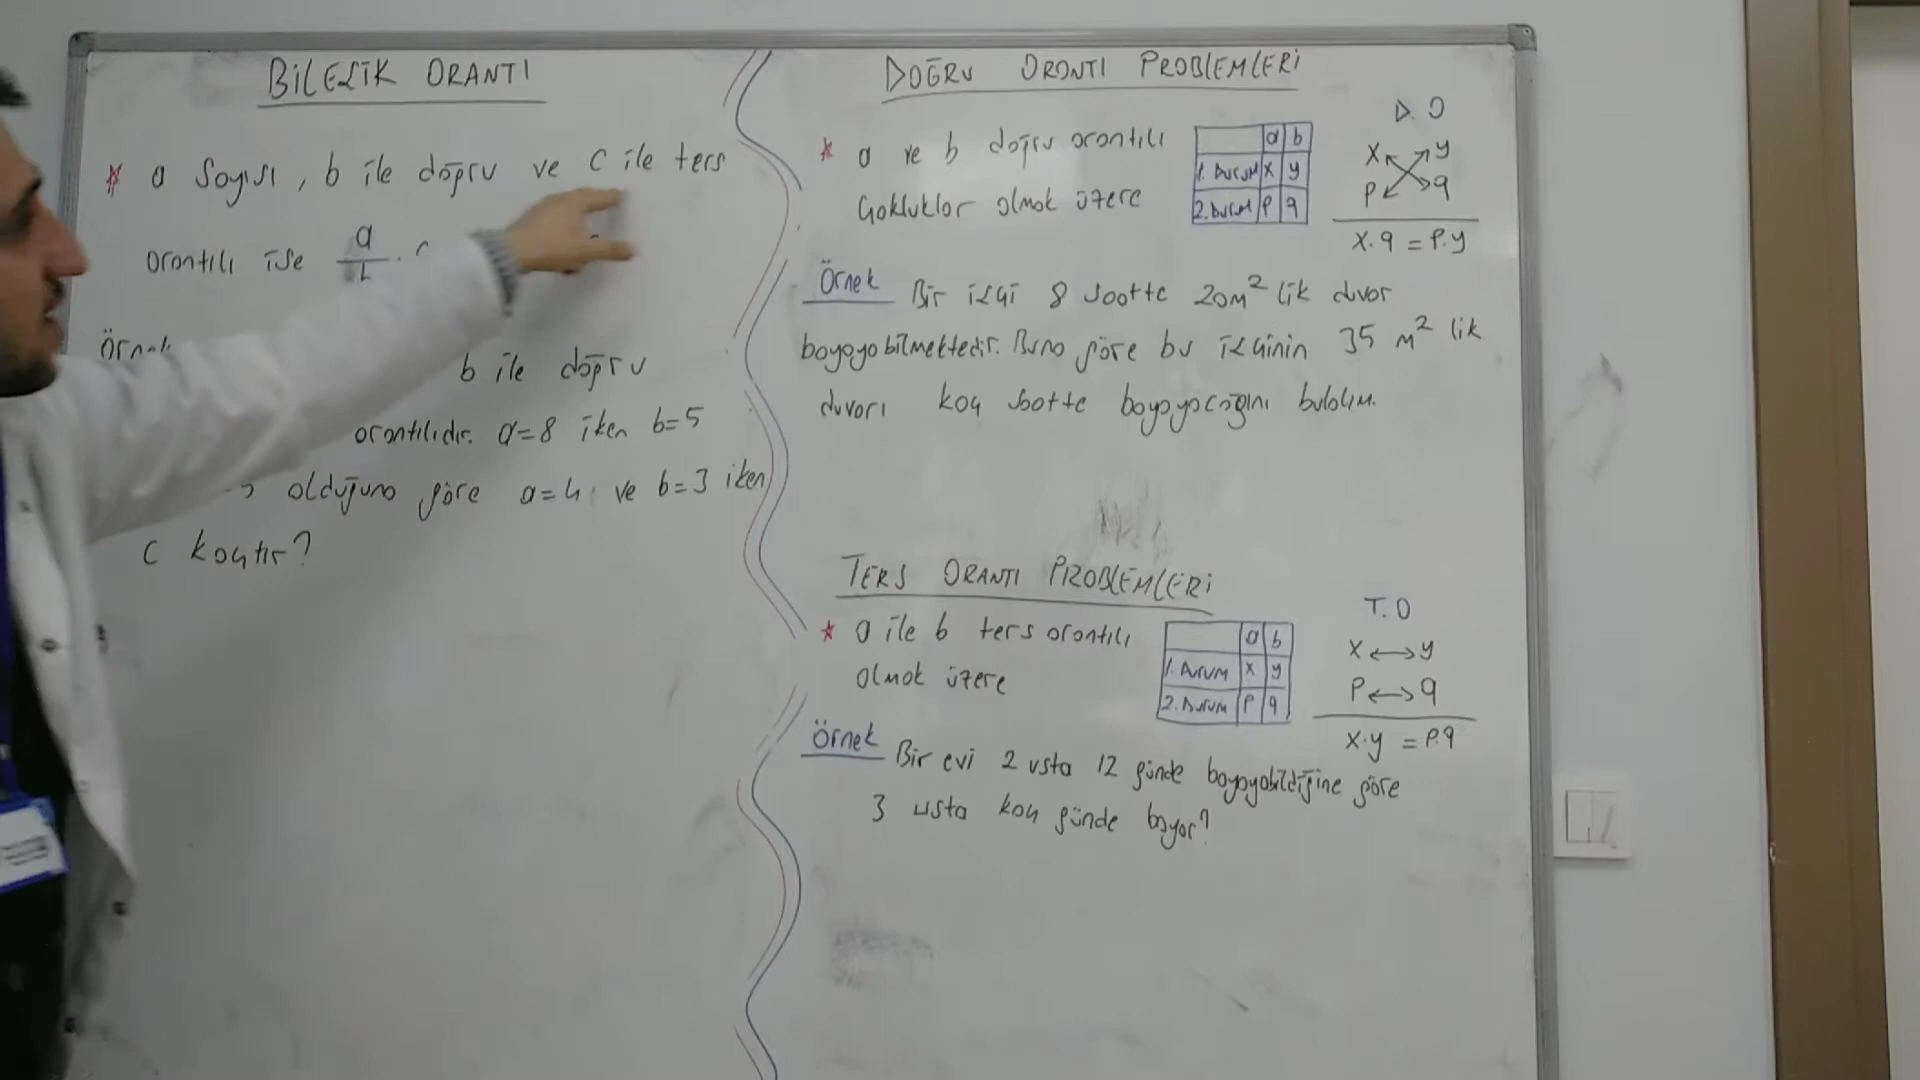 BİLEŞİK ORANTI
* a sayısı, b ile doğru ve c ile ters
orantılı ise a/b .
Örnek
b ile doğru
orantılıdır. a=8 iken b=5
olduğuna göre a=4 ve b=3 iken
c kaçtır?
DOĞRU ORANTI PROBLEMLERİ
* a ve b doğru orantılı
çokluklar olmak üzere
a b
1. Durum x y
2. Durum p q
D.O
x y
p q
x.q = p.y
Örnek Bir işçi 8 saatte 20m² lik duvar
boyayabilmektedir. Buna göre bu işçinin 35 m² lik
duvarı kaç saatte boyayacağını bulalım.
TERS ORANTI PROBLEMLERİ
* a ile b ters orantılı
olmak üzere
a b
1. Durum x y
2. Durum p q
T.O
x ↔ y
p ↔ q
x.y = p.q
Örnek Bir evi 2 usta 12 günde boyayabildiğine göre
3 usta kaç günde boyar?